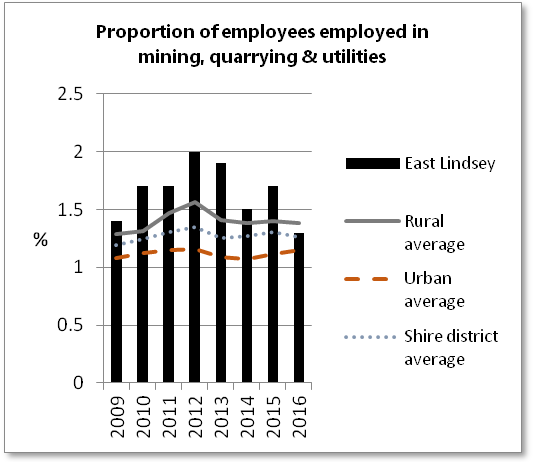 Proportion of employees employed in
mining, quarrying & utilities
2.5
2
1.5
1
0.5
0
%
2009
2010
2011
2012
2013
2014
2015
2016
East Lindsey
Rural
average
Urban
average
Shire district
average